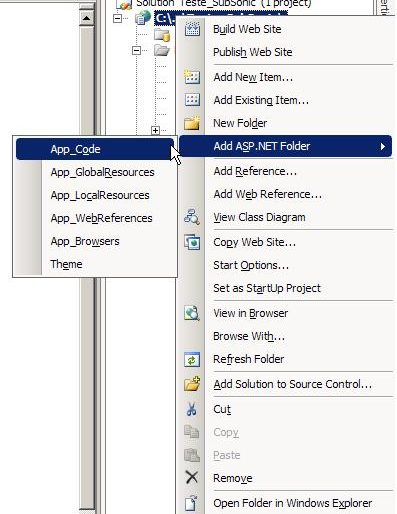 Solution 'Teste_SubSonic' (1 project)
Build Web Site
Publish Web Site
Add New Item...
Add Existing Item...
New Folder
Add ASP.NET Folder
App_Code
App_GlobalResources
App_LocalResources
App_WebReferences
App_Browsers
Theme
Add Reference...
Add Web Reference...
View Class Diagram
Copy Web Site...
Start Options...
Set as StartUp Project
View in Browser
Browse With...
Refresh Folder
Add Solution to Source Control...
Cut
Copy
Paste
Remove
Open Folder in Windows Explorer